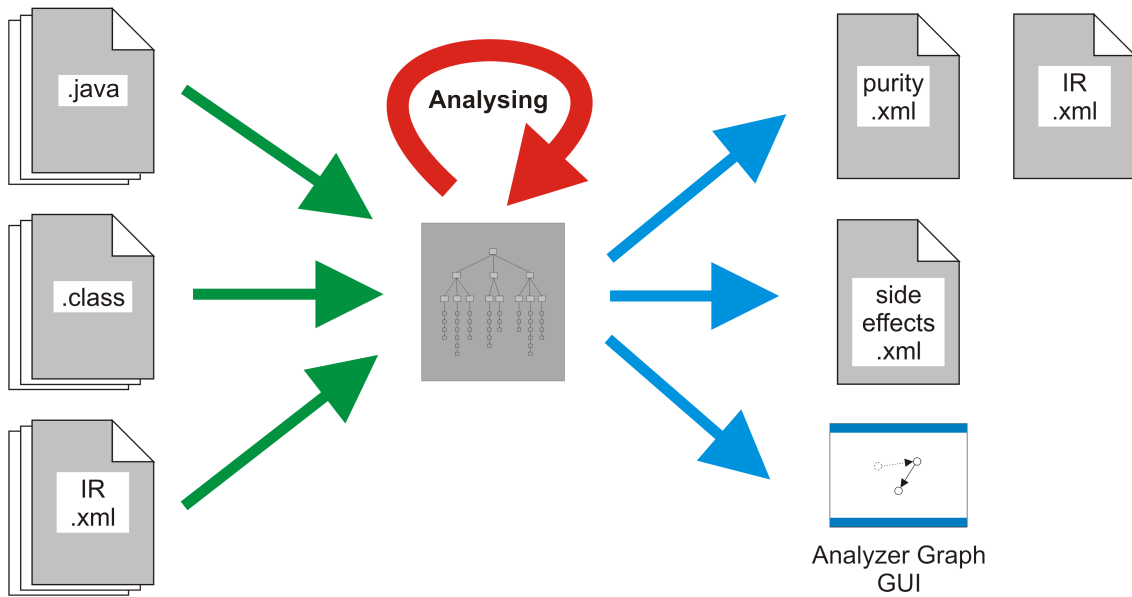 .java
.class
IR
.xml
Analysing
purity
.xml
IR
.xml
side
effects
.xml
Analyzer Graph
GUI